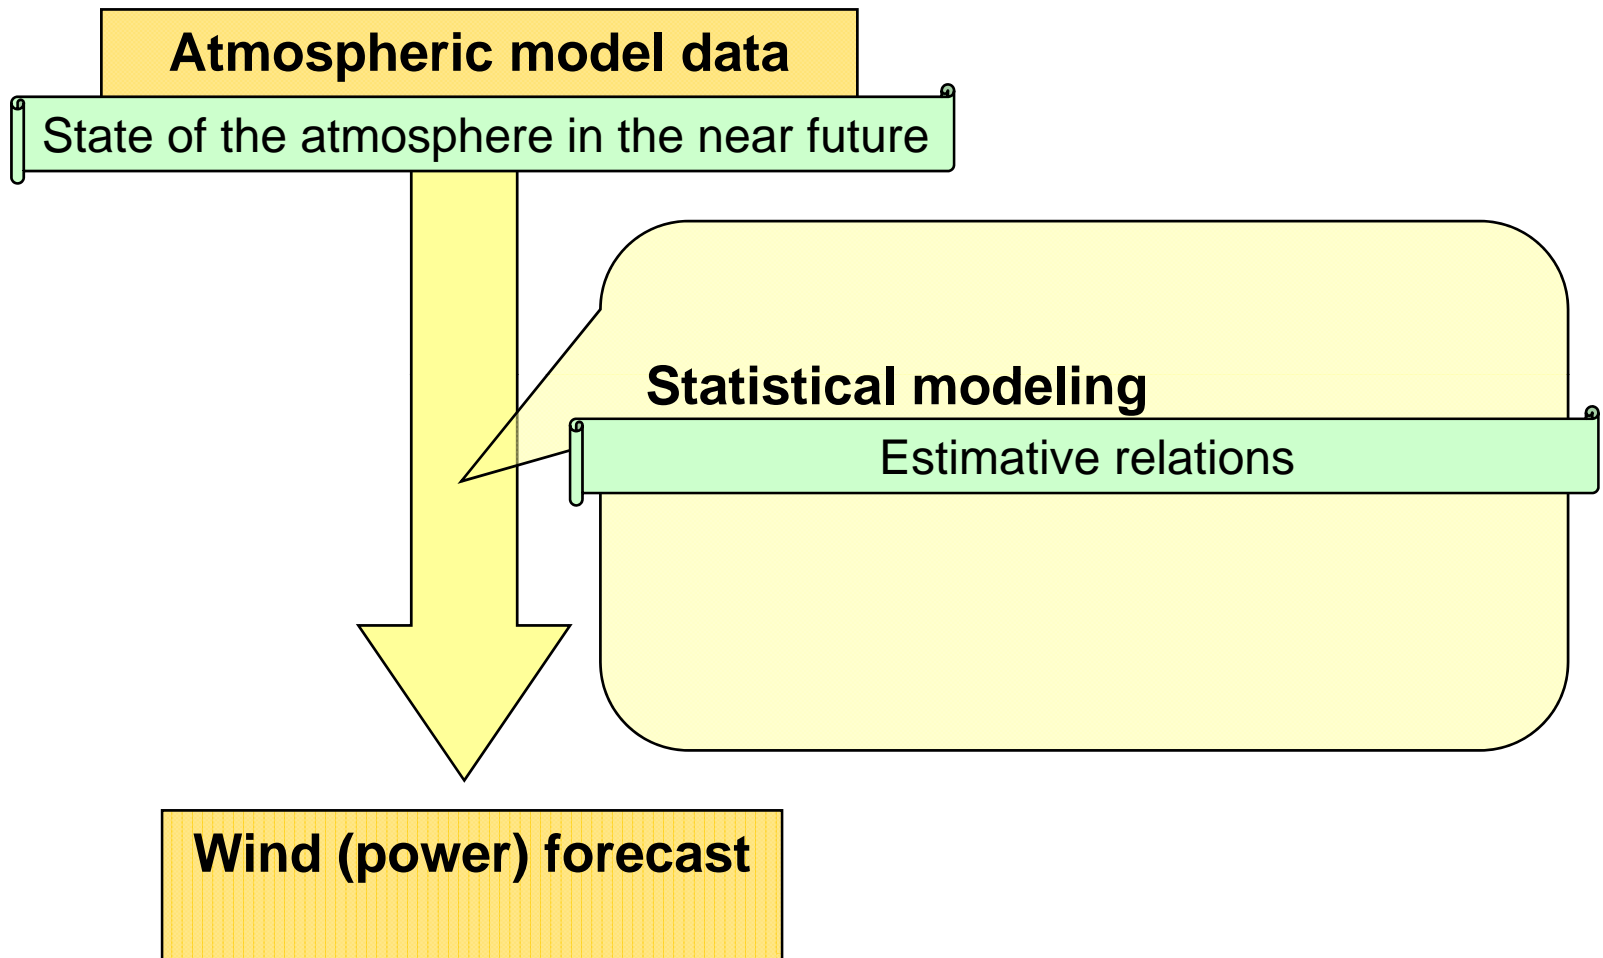 Atmospheric model data
State of the atmosphere in the near future
Statistical modeling
Estimative relations
Wind (power) forecast